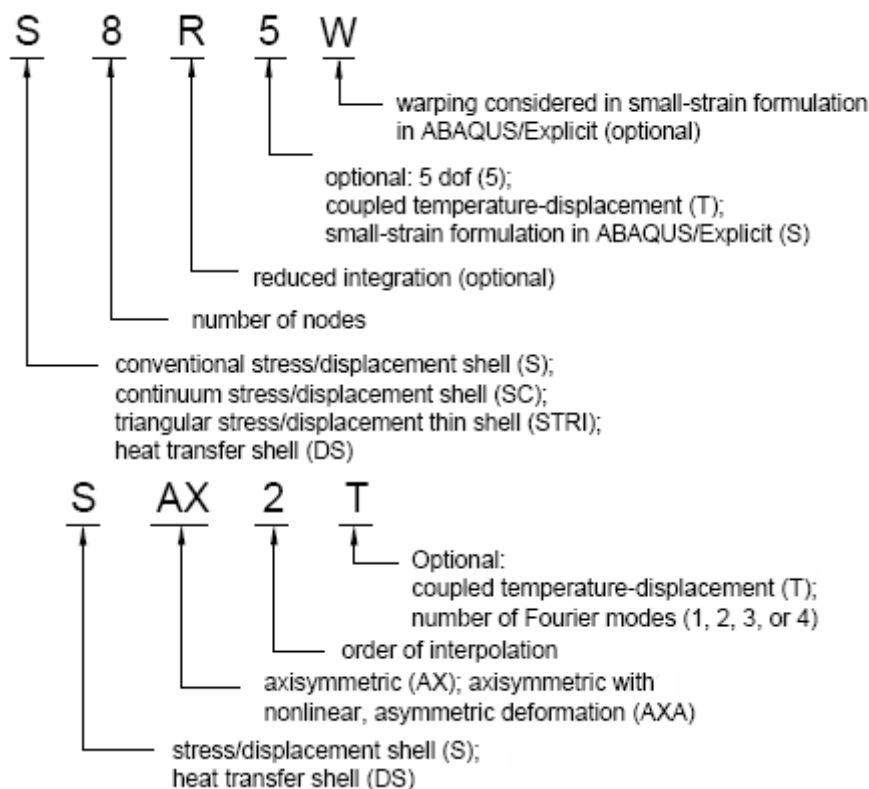 S 8 R 5 W
warping considered in small-strain formulation
in ABAQUS/Explicit (optional)
optional: 5 dof (5);
coupled temperature-displacement (T);
small-strain formulation in ABAQUS/Explicit (S)
reduced integration (optional)
number of nodes
conventional stress/displacement shell (S);
continuum stress/displacement shell (SC);
triangular stress/displacement thin shell (STRI);
heat transfer shell (DS)
S AX 2 T
Optional:
coupled temperature-displacement (T);
number of Fourier modes (1, 2, 3, or 4)
order of interpolation
axisymmetric (AX); axisymmetric with
nonlinear, asymmetric deformation (AXA)
stress/displacement shell (S);
heat transfer shell (DS)